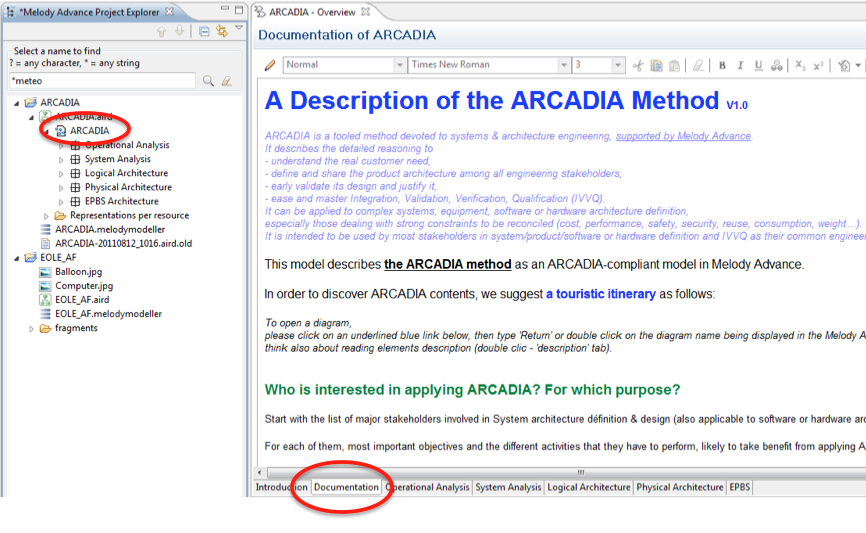 *Melody Advance Project Explorer
Select a name to find
? = any character, * = any string
*meteo
ARCADIA
ARCADIA.aird
ARCADIA
Operational Analysis
System Analysis
Logical Architecture
Physical Architecture
EPBS Architecture
Representations per resource
ARCADIA.melodymodeller
ARCADIA-20110812_1016.aird.old
EOLE_AF
Balloon.jpg
Computer.jpg
EOLE_AF.aird
EOLE_AF.melodymodeller
fragments
ARCADIA - Overview
Documentation of ARCADIA
Normal Times New Roman 3 B I U X₂ X²
A Description of the ARCADIA Method V1.0
ARCADIA is a tooled method devoted to systems & architecture engineering, supported by Melody Advance.
It describes the detailed reasoning to
- understand the real customer need,
- define and share the product architecture among all engineering stakeholders,
- early validate its design and justify it,
- ease and master Integration, Validation, Verification, Qualification (IVVQ).
It can be applied to complex systems, equipment, software or hardware architecture definition,
especially those dealing with strong constraints to be reconciled (cost, performance, safety, security, reuse, consumption, weight…).
It is intended to be used by most stakeholders in system/product/software or hardware definition and IVVQ as their common engineer
This model describes the ARCADIA method as an ARCADIA-compliant model in Melody Advance.
In order to discover ARCADIA contents, we suggest a touristic itinerary as follows:
To open a diagram,
please click on an underlined blue link below, then type 'Return' or double click on the diagram name being displayed in the Melody A
think also about reading elements description (double clic - 'description' tab).
Who is interested in applying ARCADIA? For which purpose?
Start with the list of major stakeholders involved in System architecture définition & design (also applicable to software or hardware arc
For each of them, most important objectives and the different activities that they have to perform, likely to take benefit from applying A
Introduction Documentation Operational Analysis System Analysis Logical Architecture Physical Architecture EPBS